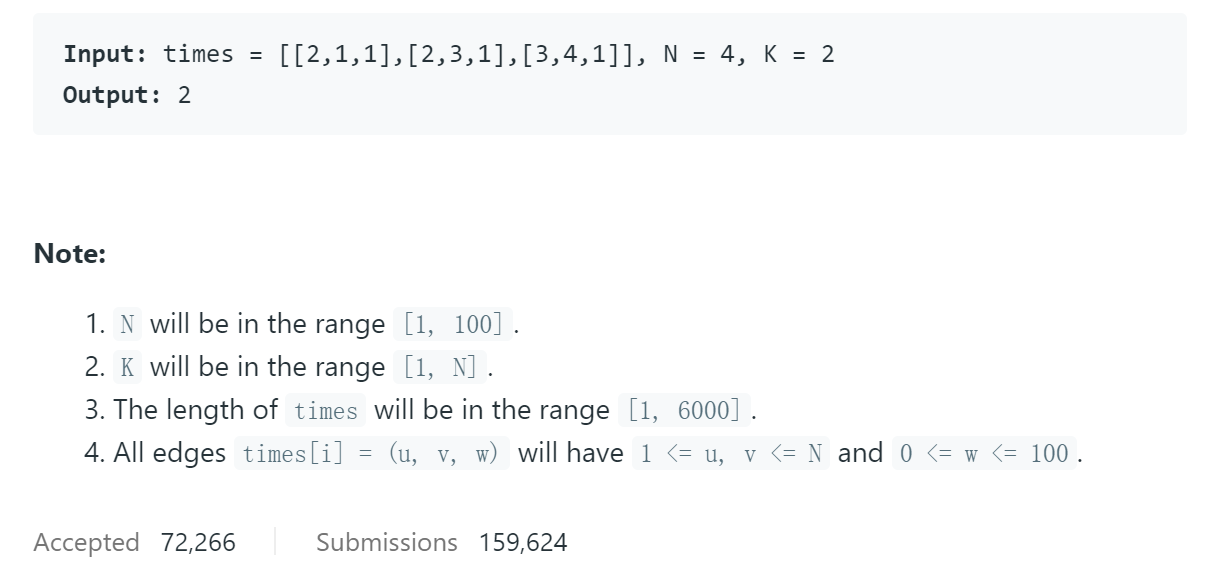 Input: times = [[2,1,1],[2,3,1],[3,4,1]], N = 4, K = 2
Output: 2
Note:
1. N will be in the range [1, 100].
2. K will be in the range [1, N].
3. The length of times will be in the range [1, 6000].
4. All edges times[i] = (u, v, w) will have 1 <= u, v <= N and 0 <= w <= 100.
Accepted 72,266 Submissions 159,624